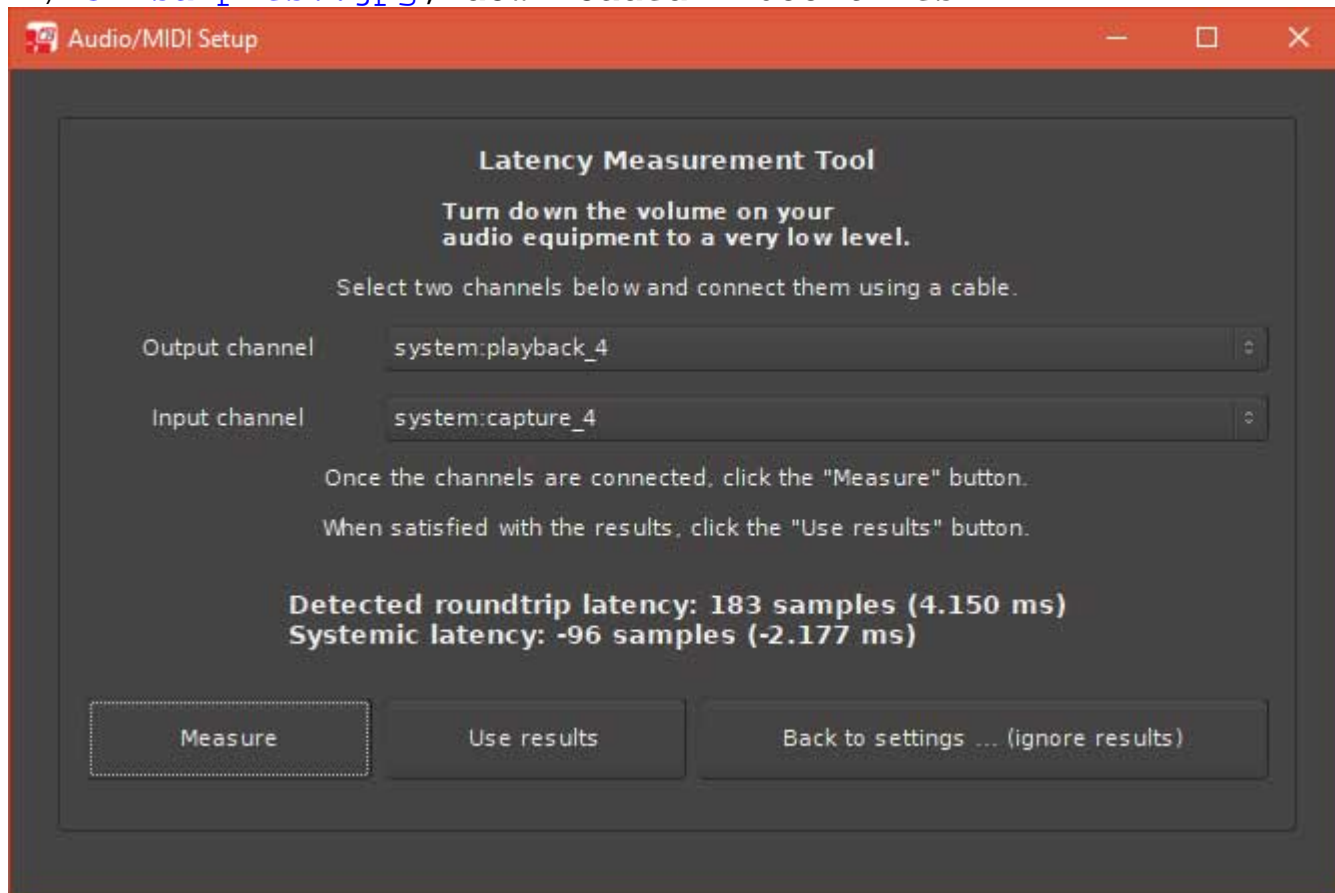 Audio/MIDI Setup
Latency Measurement Tool
Turn down the volume on your
audio equipment to a very low level.
Select two channels below and connect them using a cable.
Output channel system:playback_4
Input channel system:capture_4
Once the channels are connected, click the "Measure" button.
When satisfied with the results, click the "Use results" button.
Detected roundtrip latency: 183 samples (4.150 ms)
Systemic latency: -96 samples (-2.177 ms)
Measure Use results Back to settings ... (ignore results)